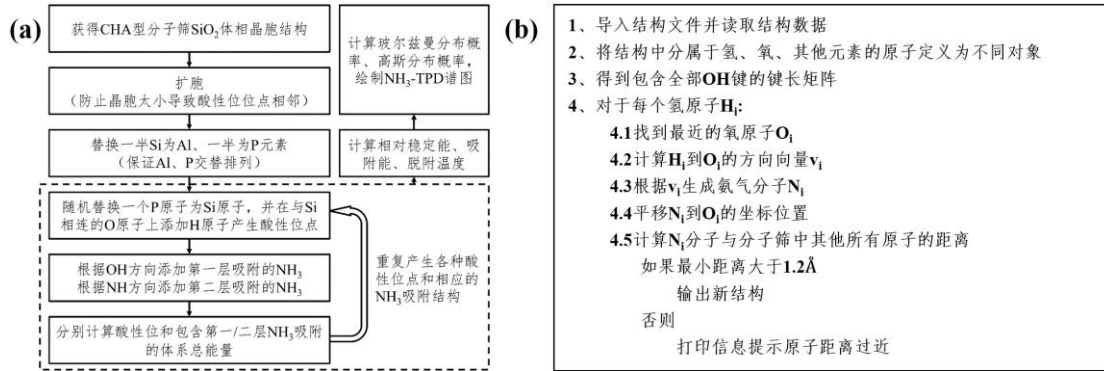 (a)
获得CHA型分子筛SiO₂体相晶胞结构
扩胞
（防止晶胞大小导致酸性位位点相邻）
替换一半Si为Al、一半为P元素
（保证Al、P交替排列）
随机替换一个P原子为Si原子，并在与Si
相连的O原子上添加H原子产生酸性位点
根据OH方向添加第一层吸附的NH₃
根据NH方向添加第二层吸附的NH₃
分别计算酸性位和包含第一/二层NH₃吸附
的体系总能量
重复产生各种酸
性位点和相应的
NH₃吸附结构
计算相对稳定能、吸
附能、脱附温度
计算玻尔兹曼分布概
率、高斯分布概率，
绘制NH₃-TPD谱图
(b)
1、导入结构文件并读取结构数据
2、将结构中分属于氢、氧、其他元素的原子定义为不同对象
3、得到包含全部OH键的键长矩阵
4、对于每个氢原子Hᵢ:
4.1找到最近的氧原子Oᵢ
4.2计算Hᵢ到Oᵢ的方向向量vᵢ
4.3根据vᵢ生成氨气分子Nᵢ
4.4平移Nᵢ到Oᵢ的坐标位置
4.5计算Nᵢ分子与分子筛中其他所有原子的距离
如果最小距离大于1.2Å
输出新结构
否则
打印信息提示原子距离过近